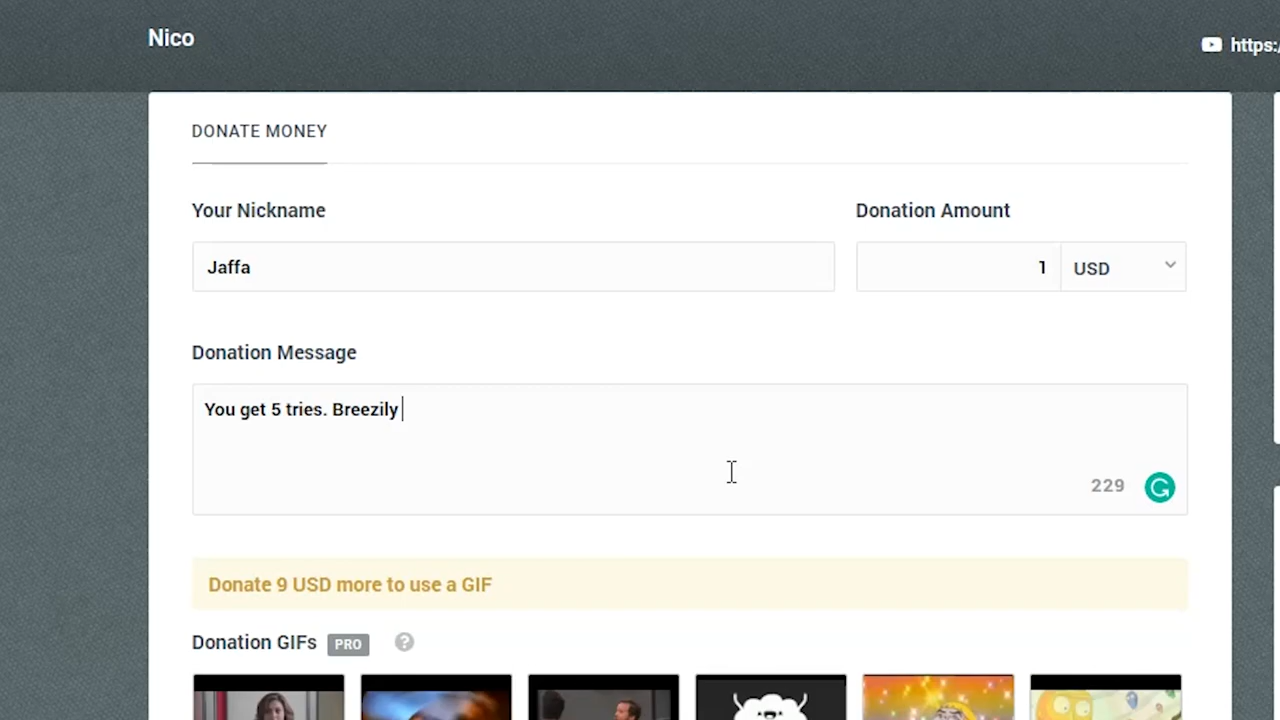 Nico
https:/
DONATE MONEY
Your Nickname
Donation Amount
Jaffa
1
USD
Donation Message
You get 5 tries. Breezily
229
Donate 9 USD more to use a GIF
Donation GIFs PRO ?